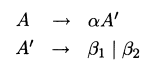 A → αA′
A′ → β₁ | β₂